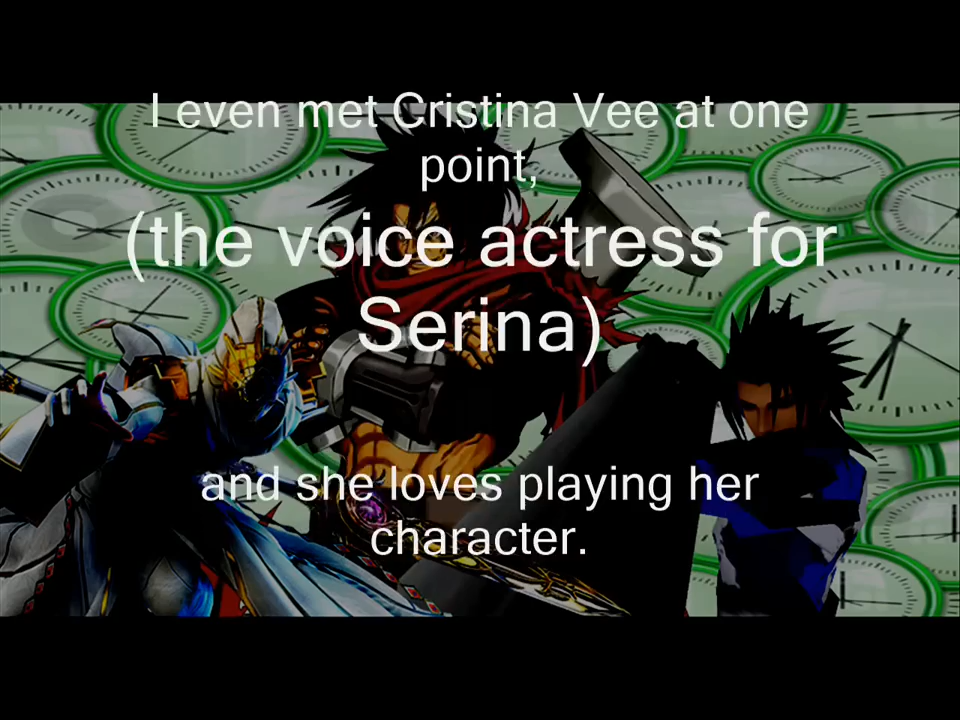 I even met Cristina Vee at one
point,
(the voice actress for
Serina)
and she loves playing her
character.